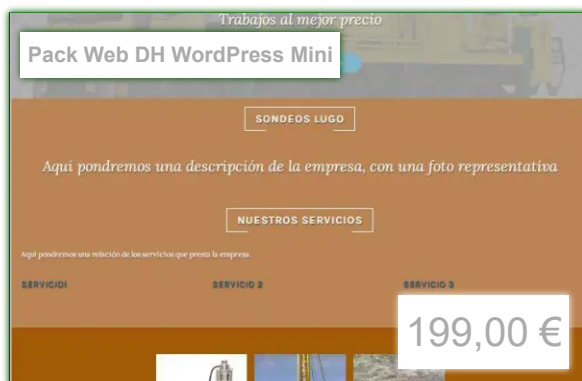 Trabajos al mejor precio
Pack Web DH WordPress Mini
SONDEOS LUGO
Aquí pondremos una descripción de la empresa, con una foto representativa
NUESTROS SERVICIOS
Aquí pondremos una relación de los servicios que presta la empresa.
SERVICIO1
SERVICIO 2
SERVICIO 3
199,00 €